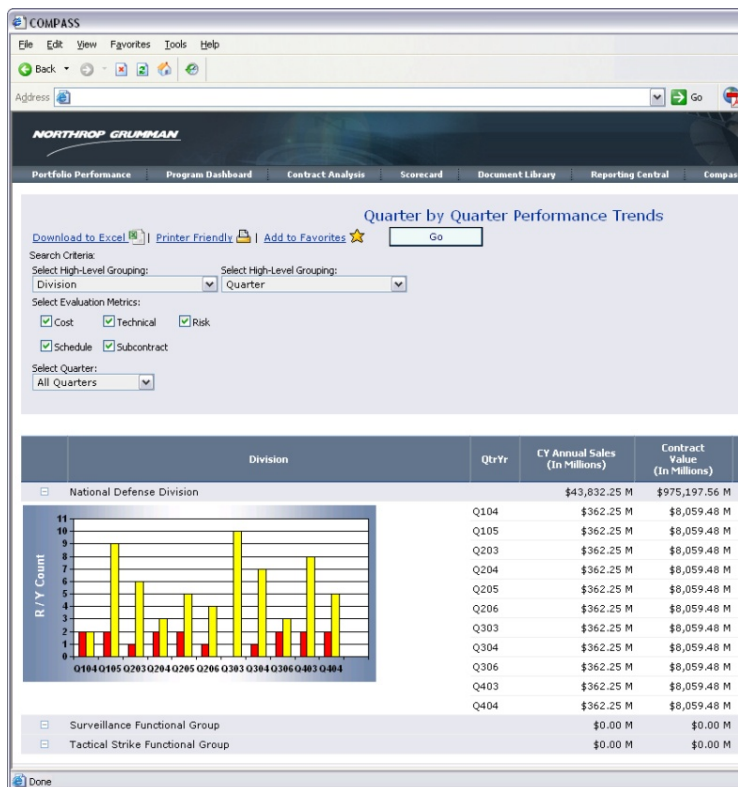 COMPASS
File Edit View Favorites Tools Help
Back
Address Go
NORTHROP GRUMMAN
Portfolio Performance Program Dashboard Contract Analysis Scorecard Document Library Reporting Central Compas
Quarter by Quarter Performance Trends
Download to Excel | Printer Friendly | Add to Favorites Go
Search Criteria:
Select High-Level Grouping: Select High-Level Grouping:
Division Quarter
Select Evaluation Metrics:
Cost Technical Risk
Schedule Subcontract
Select Quarter:
All Quarters
Division QtrYr CY Annual Sales (In Millions) Contract Value (In Millions)
National Defense Division $43,832.25 M $975,197.56 M
R / Y Count
11
10
9
8
7
6
5
4
3
2
1
0
Q104 Q105 Q203 Q204 Q205 Q206 Q303 Q304 Q306 Q403 Q404
Q104 $362.25 M $8,059.48 M
Q105 $362.25 M $8,059.48 M
Q203 $362.25 M $8,059.48 M
Q204 $362.25 M $8,059.48 M
Q205 $362.25 M $8,059.48 M
Q206 $362.25 M $8,059.48 M
Q303 $362.25 M $8,059.48 M
Q304 $362.25 M $8,059.48 M
Q306 $362.25 M $8,059.48 M
Q403 $362.25 M $8,059.48 M
Q404 $362.25 M $8,059.48 M
Surveillance Functional Group $0.00 M $0.00 M
Tactical Strike Functional Group $0.00 M $0.00 M
Done